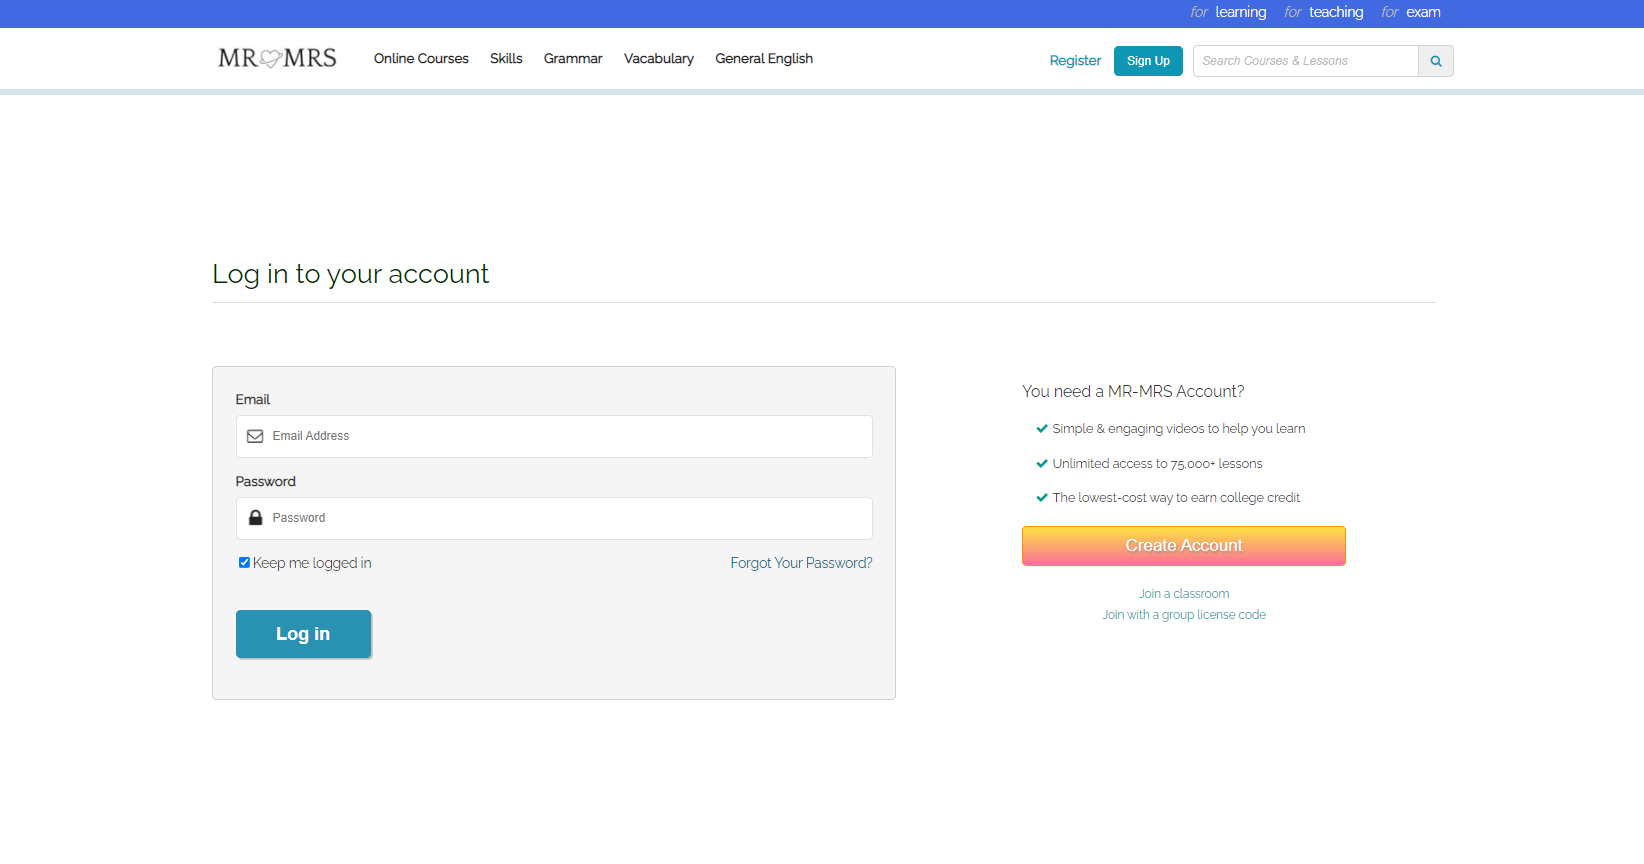 for learning for teaching for exam
MR MRS Online Courses Skills Grammar Vacabulary General English Register Sign Up Search Courses & Lessons
Log in to your account
Email
Email Address
Password
Password
Keep me logged in Forgot Your Password?
Log in
You need a MR-MRS Account?
Simple & engaging videos to help you learn
Unlimited access to 75,000+ lessons
The lowest-cost way to earn college credit
Create Account
Join a classroom
Join with a group license code